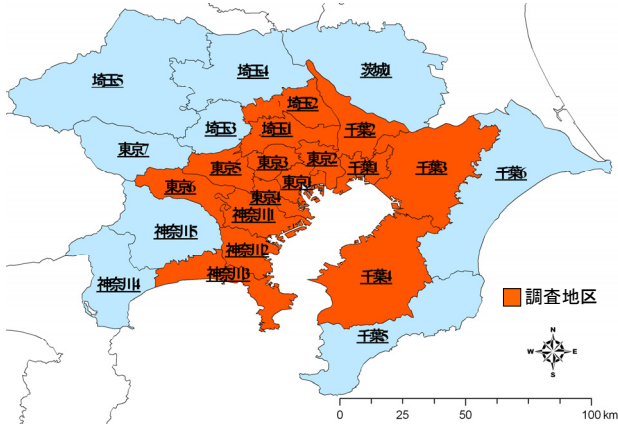 埼玉5
埼玉4
茨城1
埼玉2
埼玉3
埼玉1
千葉2
東京7
東京5
東京3
東京2
千葉1
千葉3
千葉6
東京6
東京1
東京4
神奈川1
神奈川5
神奈川2
神奈川4
神奈川3
千葉4
調査地区
千葉5
N
W
E
S
0
25
50
100 km